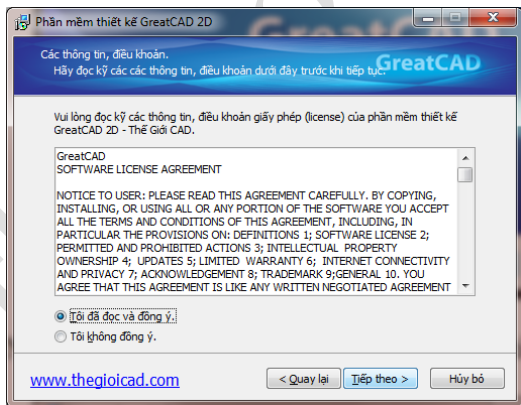 Phần mềm thiết kế GreatCAD 2D
Các thông tin, điều khoản.
Hãy đọc kỹ các các thông tin, điều khoản dưới đây trước khi tiếp tục.
GreatCAD
Vui lòng đọc kỹ các thông tin, điều khoản giấy phép (license) của phần mềm thiết kế
GreatCAD 2D - Thế Giới CAD.
GreatCAD
SOFTWARE LICENSE AGREEMENT
NOTICE TO USER: PLEASE READ THIS AGREEMENT CAREFULLY. BY COPYING,
INSTALLING, OR USING ALL OR ANY PORTION OF THE SOFTWARE YOU ACCEPT
ALL THE TERMS AND CONDITIONS OF THIS AGREEMENT, INCLUDING, IN
PARTICULAR THE PROVISIONS ON: DEFINITIONS 1; SOFTWARE LICENSE 2;
PERMITTED AND PROHIBITED ACTIONS 3; INTELLECTUAL PROPERTY
OWNERSHIP 4; UPDATES 5; LIMITED WARRANTY 6; INTERNET CONNECTIVITY
AND PRIVACY 7; ACKNOWLEDGEMENT 8; TRADEMARK 9;GENERAL 10. YOU
AGREE THAT THIS AGREEMENT IS LIKE ANY WRITTEN NEGOTIATED AGREEMENT
Tôi đã đọc và đồng ý.
Tôi không đồng ý.
www.thegioicad.com
< Quay lại
Tiếp theo >
Hủy bỏ